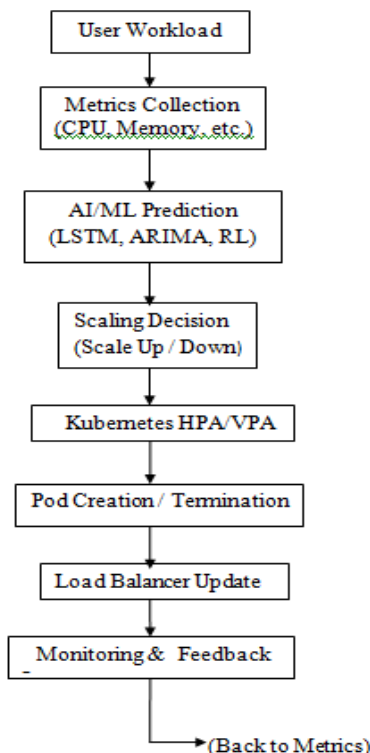 User Workload
Metrics Collection
(CPU, Memory, etc.)
AI/ML Prediction
(LSTM, ARIMA, RL)
Scaling Decision
(Scale Up / Down)
Kubernetes HPA/VPA
Pod Creation / Termination
Load Balancer Update
Monitoring & Feedback
(Back to Metrics)